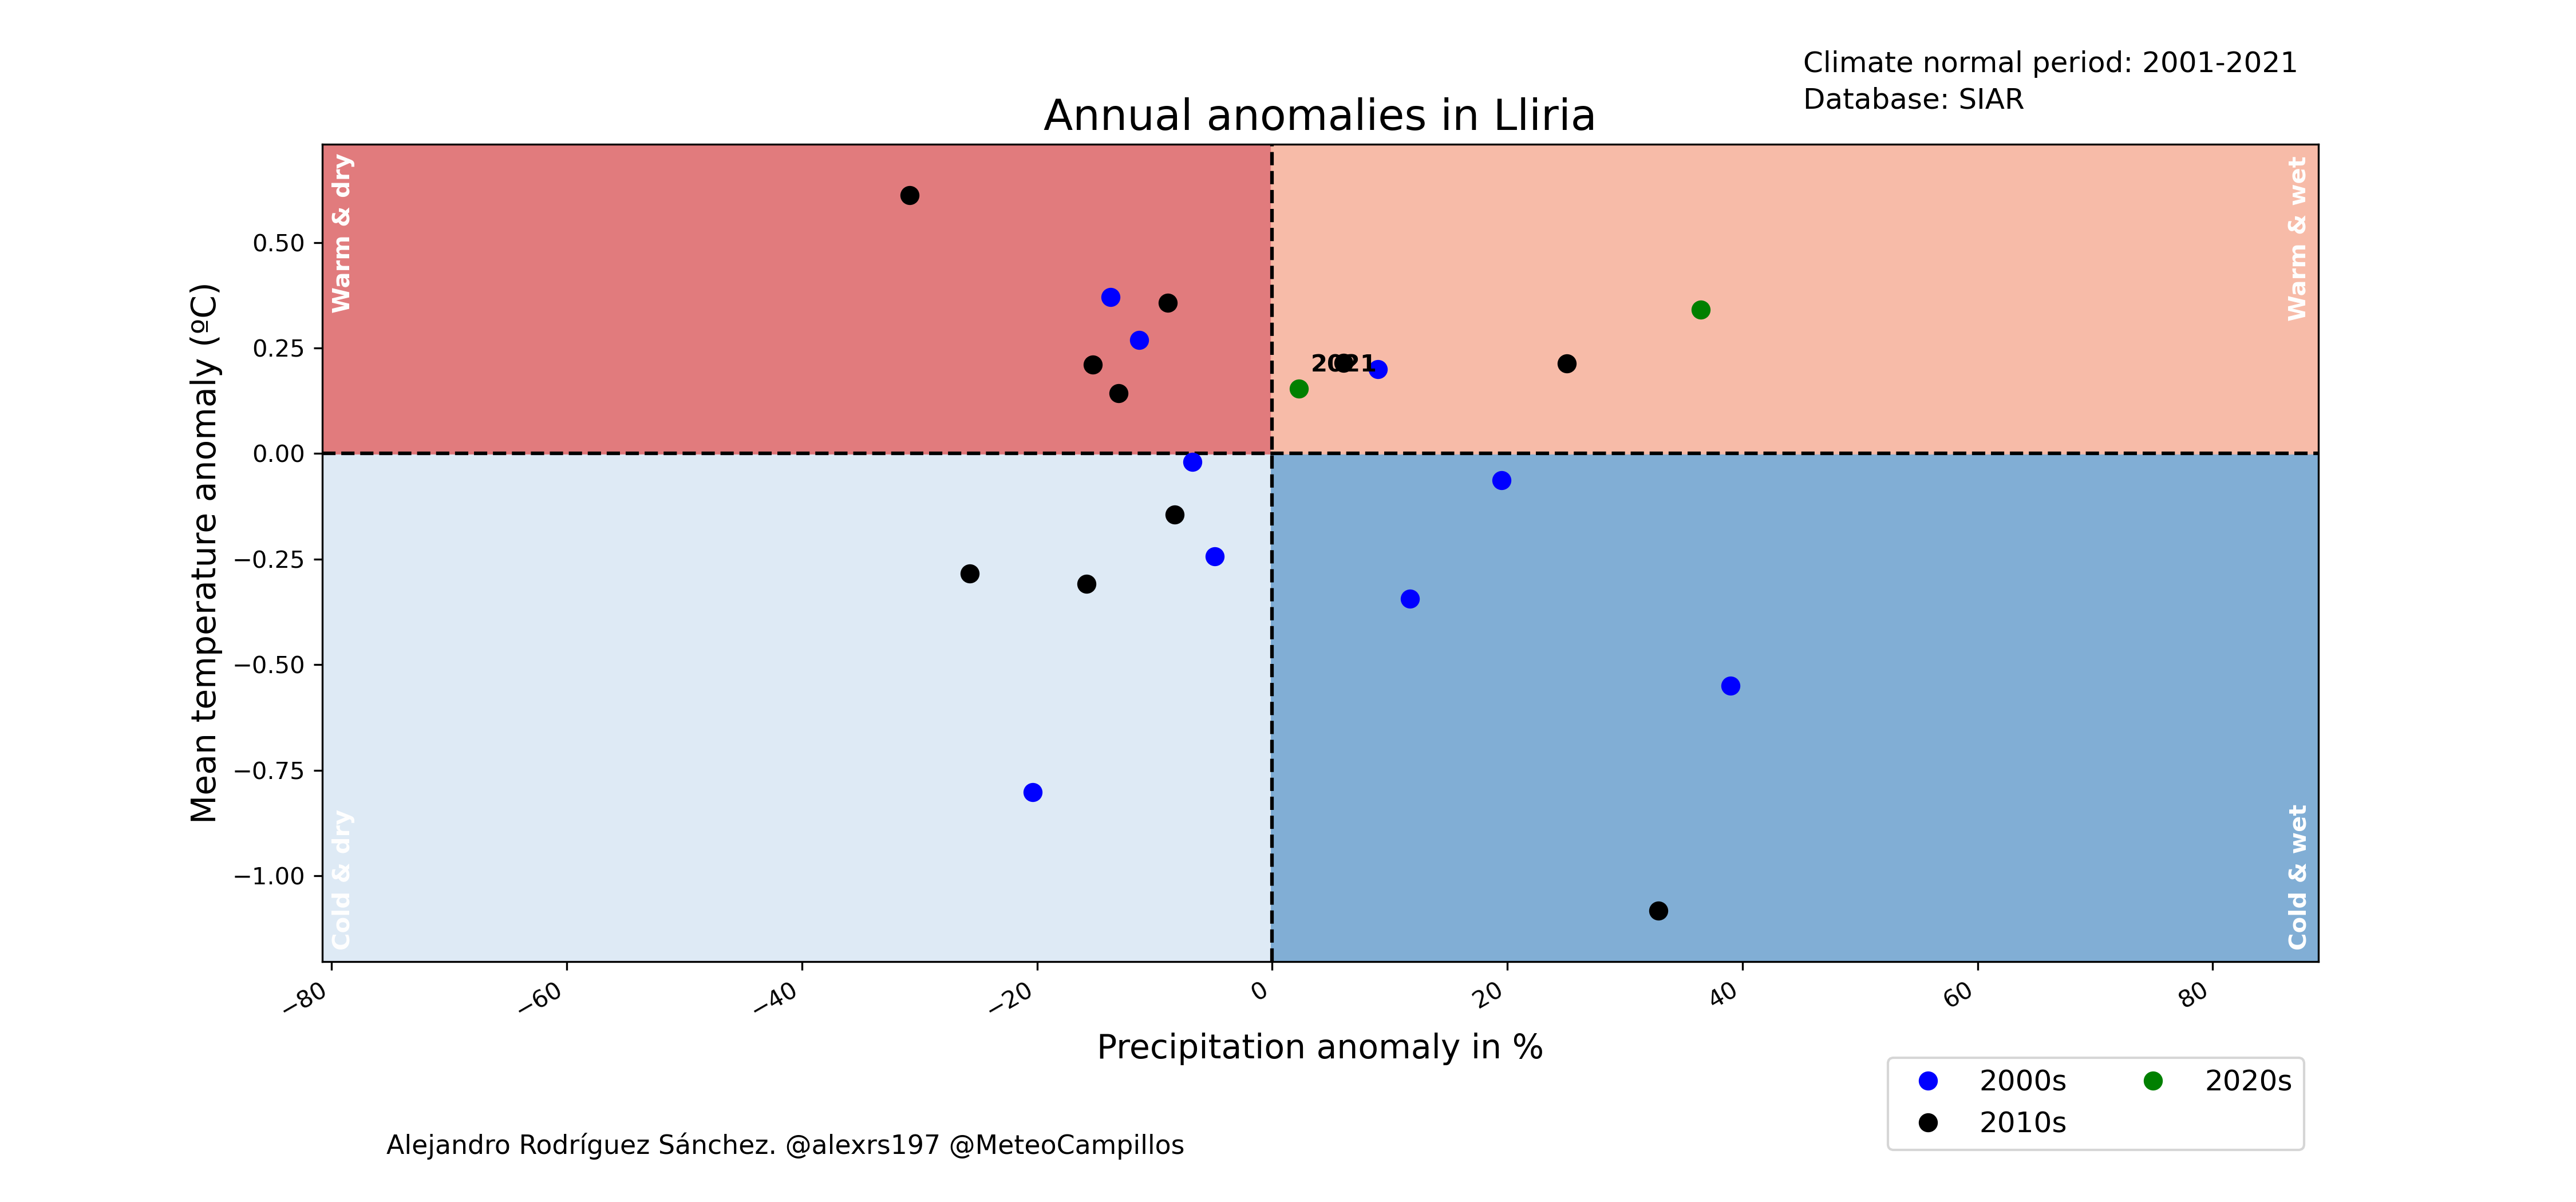 Climate normal period: 2001-2021
Database: SIAR
Annual anomalies in Lliria
Warm & dry
Warm & wet
Mean temperature anomaly (ºC)
0.50
0.25
0.00
−0.25
−0.50
−0.75
−1.00
2021
Cold & dry
Cold & wet
−80
−60
−40
−20
0
20
40
60
80
Precipitation anomaly in %
2000s
2010s
2020s
Alejandro Rodríguez Sánchez. @alexrs197 @MeteoCampillos